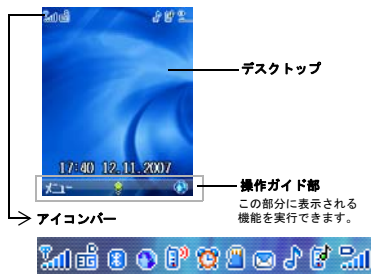 デスクトップ
17:40 12.11.2007
メニュー
操作ガイド部
この部分に表示される
機能を実行できます。
アイコンバー